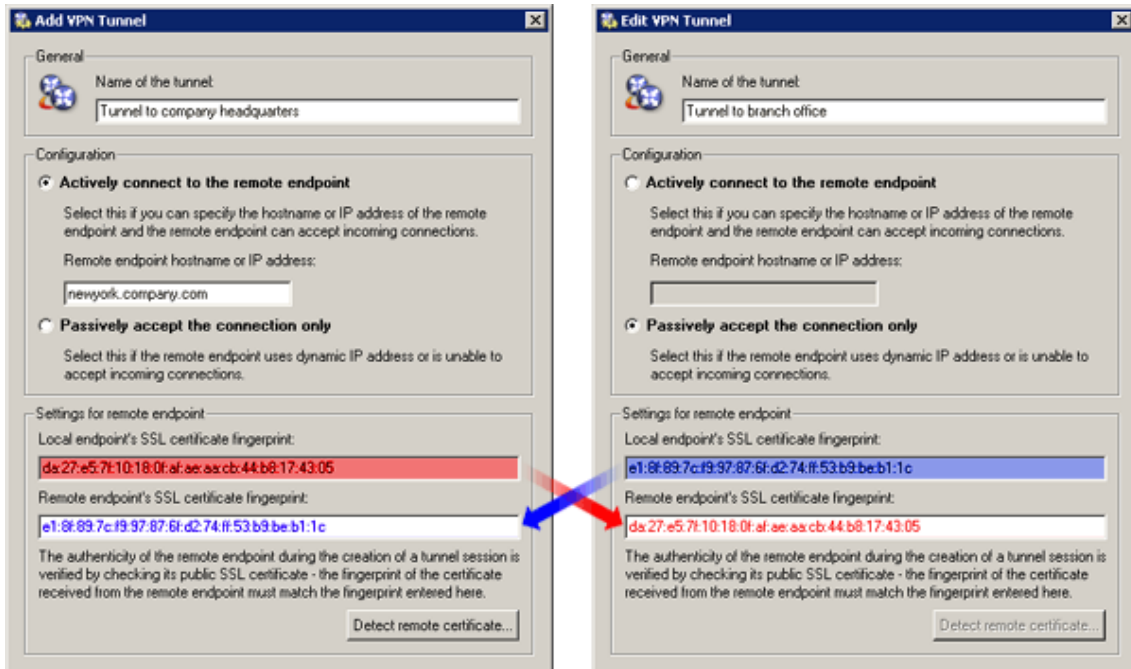 Add VPN Tunnel
General
Name of the tunnel:
Tunnel to company headquarters
Configuration
Actively connect to the remote endpoint
Select this if you can specify the hostname or IP address of the remote
endpoint and the remote endpoint can accept incoming connections.
Remote endpoint hostname or IP address:
newyork.company.com
Passively accept the connection only
Select this if the remote endpoint uses dynamic IP address or is unable to
accept incoming connections.
Settings for remote endpoint
Local endpoint's SSL certificate fingerprint:
da:27:e5:7f:10:18:0f:af:ae:aa:cb:44:b8:17:43:05
Remote endpoint's SSL certificate fingerprint:
e1:8f:89:7c:f9:97:87:6f:d2:74:ff:53:b9:be:b1:1c
The authenticity of the remote endpoint during the creation of a tunnel session is
verified by checking its public SSL certificate - the fingerprint of the certificate
received from the remote endpoint must match the fingerprint entered here.
Detect remote certificate...
Edit VPN Tunnel
General
Name of the tunnel:
Tunnel to branch office
Configuration
Actively connect to the remote endpoint
Select this if you can specify the hostname or IP address of the remote
endpoint and the remote endpoint can accept incoming connections.
Remote endpoint hostname or IP address:
Passively accept the connection only
Select this if the remote endpoint uses dynamic IP address or is unable to
accept incoming connections.
Settings for remote endpoint
Local endpoint's SSL certificate fingerprint:
e1:8f:89:7c:f9:97:87:6f:d2:74:ff:53:b9:be:b1:1c
Remote endpoint's SSL certificate fingerprint:
da:27:e5:7f:10:18:0f:af:ae:aa:cb:44:b8:17:43:05
The authenticity of the remote endpoint during the creation of a tunnel session is
verified by checking its public SSL certificate - the fingerprint of the certificate
received from the remote endpoint must match the fingerprint entered here.
Detect remote certificate...